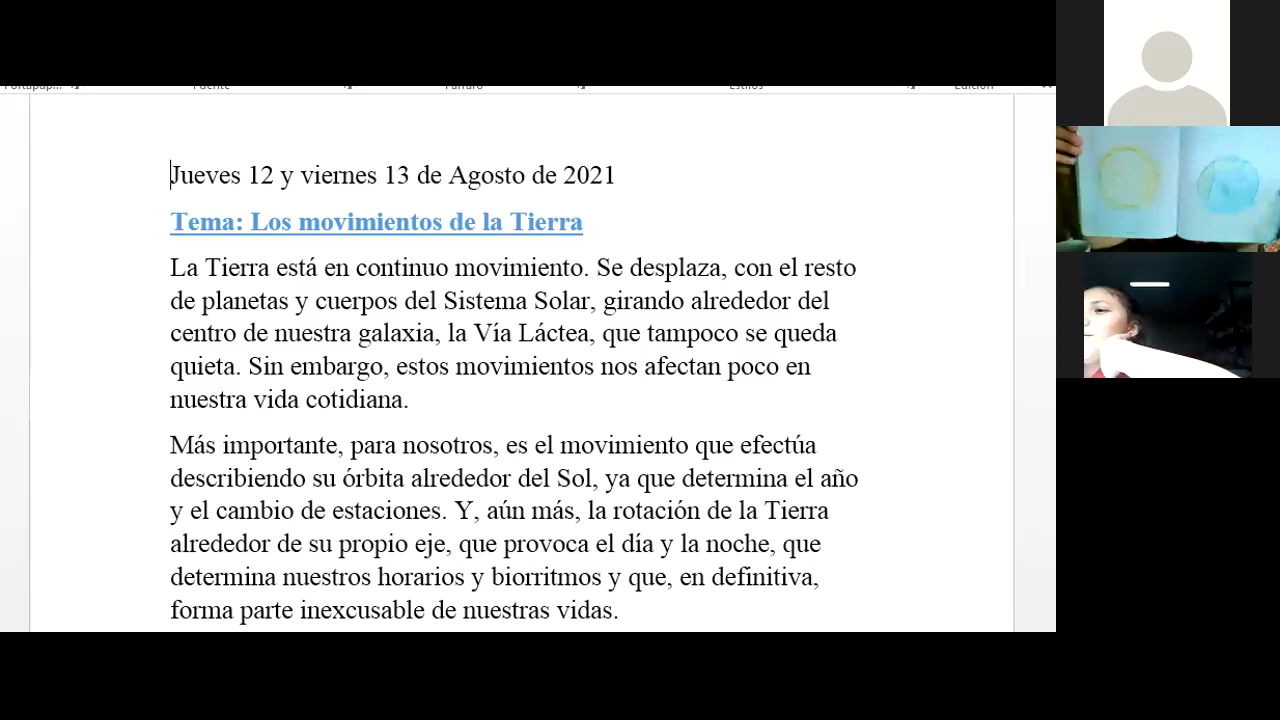 Fuente Párrafo Estilos Edición
Jueves 12 y viernes 13 de Agosto de 2021
Tema: Los movimientos de la Tierra
La Tierra está en continuo movimiento. Se desplaza, con el resto
de planetas y cuerpos del Sistema Solar, girando alrededor del
centro de nuestra galaxia, la Vía Láctea, que tampoco se queda
quieta. Sin embargo, estos movimientos nos afectan poco en
nuestra vida cotidiana.
Más importante, para nosotros, es el movimiento que efectúa
describiendo su órbita alrededor del Sol, ya que determina el año
y el cambio de estaciones. Y, aún más, la rotación de la Tierra
alrededor de su propio eje, que provoca el día y la noche, que
determina nuestros horarios y biorritmos y que, en definitiva,
forma parte inexcusable de nuestras vidas.